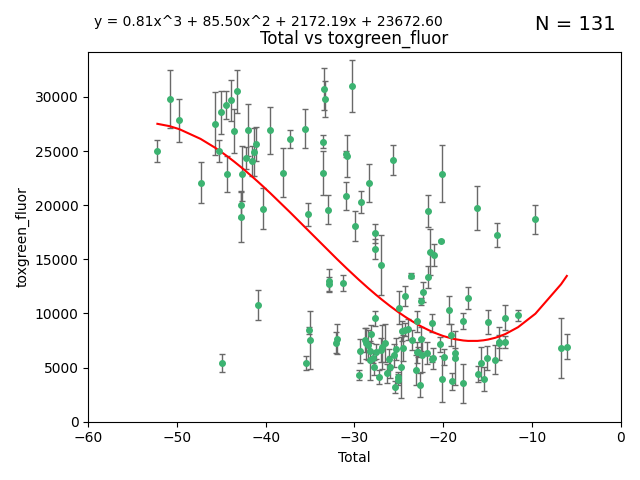 y = 0.81x^3 + 85.50x^2 + 2172.19x + 23672.60
N = 131
Total vs toxgreen_fluor
30000
25000
20000
15000
10000
5000
0
toxgreen_fluor
−60 −50 −40 −30 −20 −10 0
Total